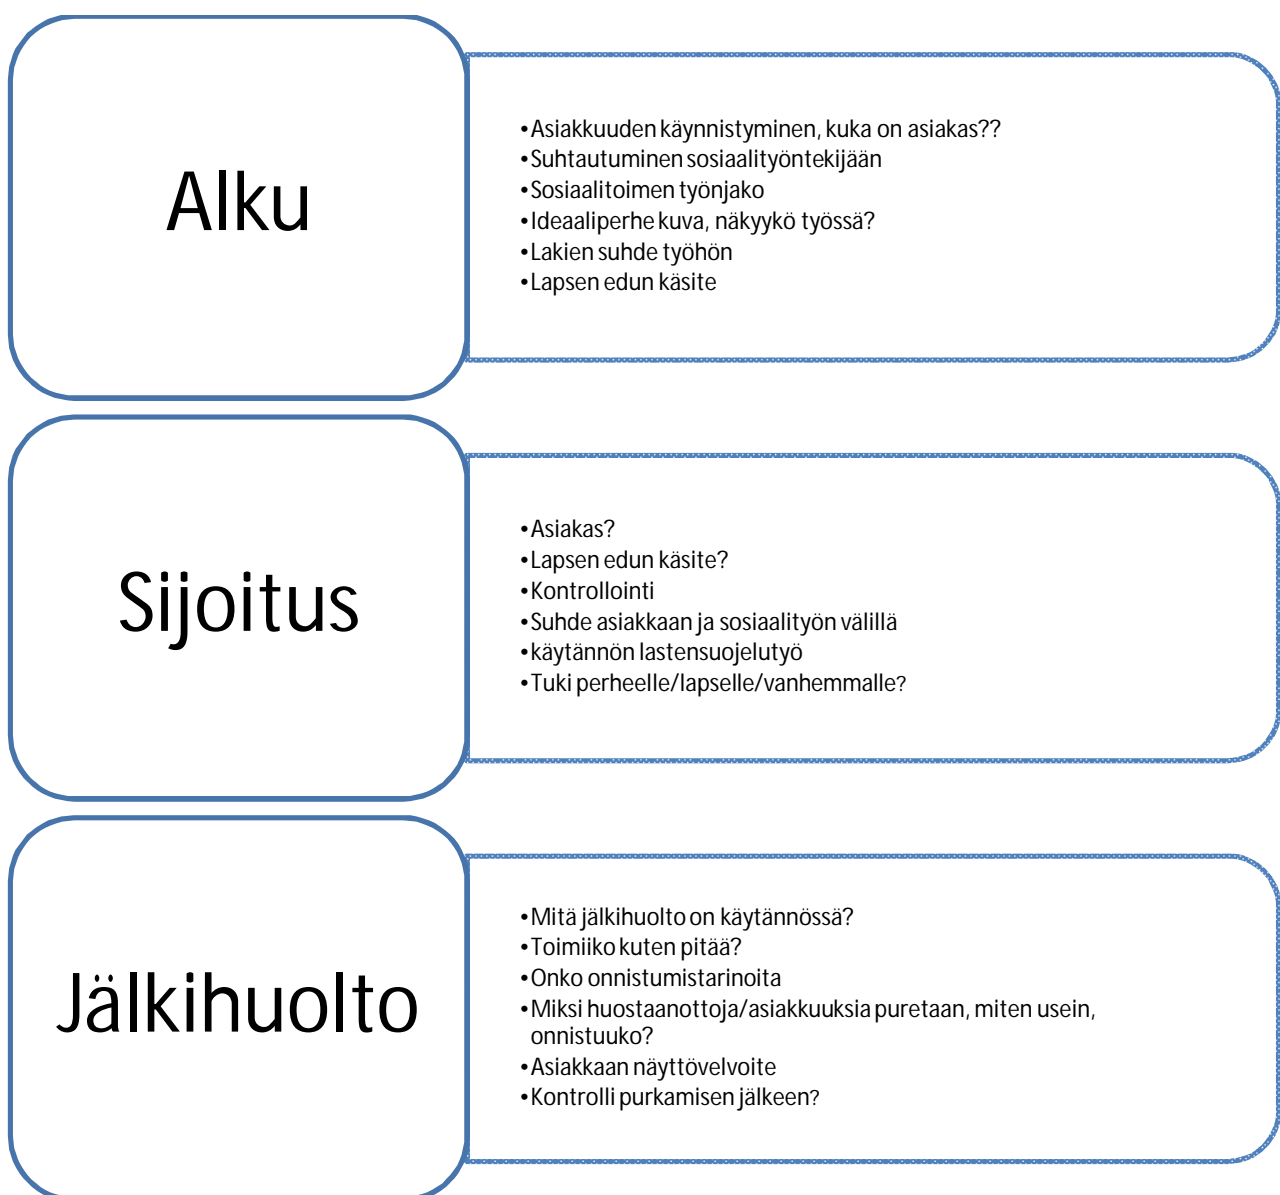 Alku
•Asiakkuuden käynnistyminen, kuka on asiakas??
•Suhtautuminen sosiaalityöntekijään
•Sosiaalitoimen työnjako
•Ideaaliperhe kuva, näkyykö työssä?
•Lakien suhde työhön
•Lapsen edun käsite
Sijoitus
•Asiakas?
•Lapsen edun käsite?
•Kontrollointi
•Suhde asiakkaan ja sosiaalityön välillä
•käytännön lastensuojelutyö
•Tuki perheelle/lapselle/vanhemmalle?
Jälkihuolto
•Mitä jälkihuolto on käytännössä?
•Toimiiko kuten pitää?
•Onko onnistumistarinoita
•Miksi huostaanottoja/asiakkuuksia puretaan, miten usein,
onnistuuko?
•Asiakkaan näyttövelvoite
•Kontrolli purkamisen jälkeen?